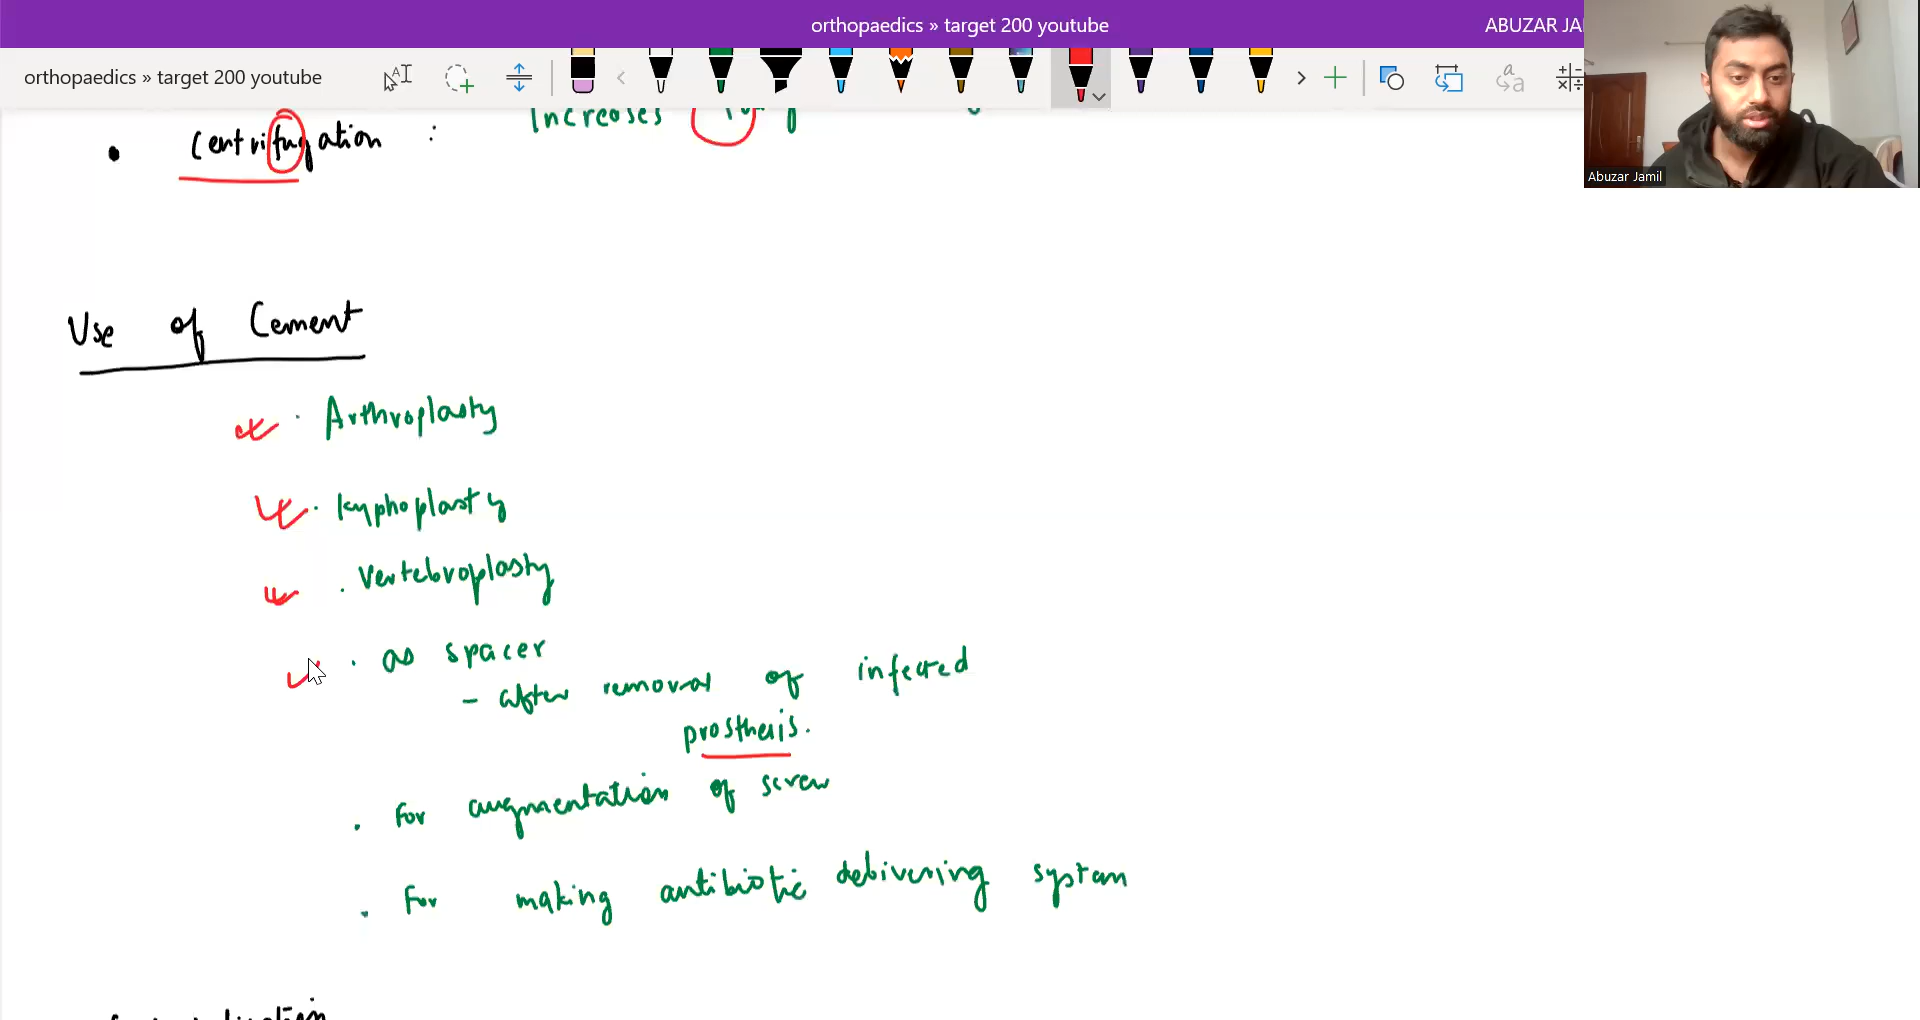 orthopaedics » target 200 youtube
ABUZAR JA
orthopaedics » target 200 youtube
Abuzar Jamil
• Centrifugation : Increases
Use of Cement
· Arthroplasty
· kyphoplasty
· Vertebroplasty
· as spacer
- after removal of infected
prosthesis.
· For augmentation of screw
· For making antibiotic delivering system